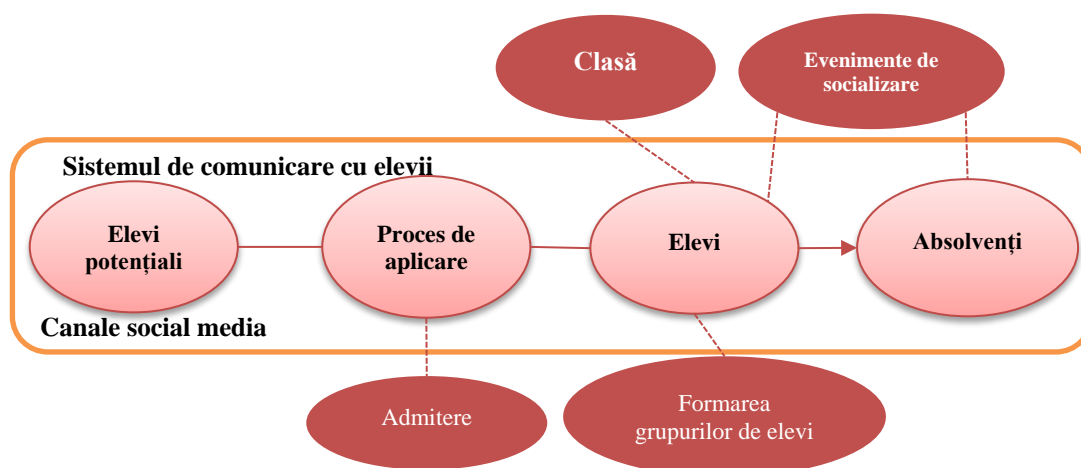 Clasă
Evenimente de
socializare
Sistemul de comunicare cu elevii
Elevi
potențiali
Proces de
aplicare
Elevi
Absolvenți
Canale social media
Admitere
Formarea
grupurilor de elevi